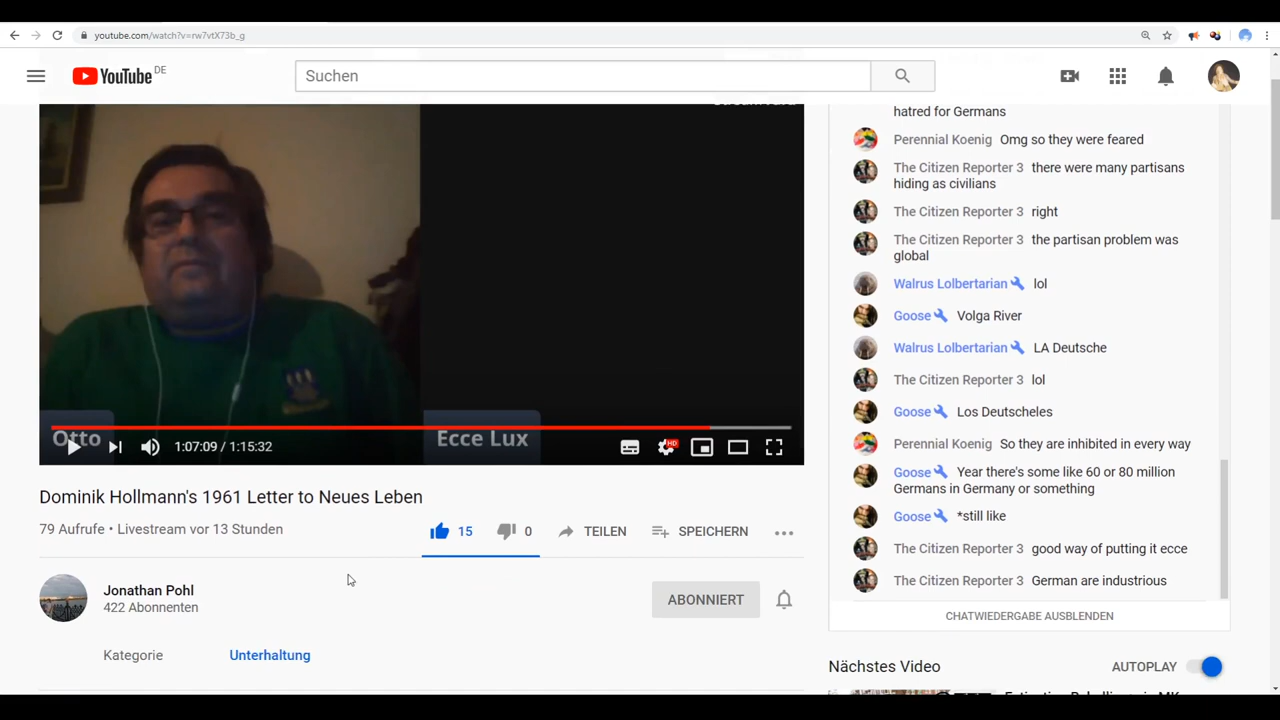 youtube.com/watch?v=rw7vtX73b_g
YouTube DE
Suchen
Otto
Ecce Lux
1:07:09 / 1:15:32
HD
Dominik Hollmann's 1961 Letter to Neues Leben
79 Aufrufe • Livestream vor 13 Stunden
15
0
TEILEN
SPEICHERN
Jonathan Pohl
422 Abonnenten
ABONNIERT
Kategorie
Unterhaltung
hatred for Germans
Perennial Koenig Omg so they were feared
The Citizen Reporter 3 there were many partisans
hiding as civilians
The Citizen Reporter 3 right
The Citizen Reporter 3 the partisan problem was
global
Walrus Lolbertarian lol
Goose Volga River
Walrus Lolbertarian LA Deutsche
The Citizen Reporter 3 lol
Goose Los Deutscheles
Perennial Koenig So they are inhibited in every way
Goose Year there's some like 60 or 80 million
Germans in Germany or something
Goose *still like
The Citizen Reporter 3 good way of putting it ecce
The Citizen Reporter 3 German are industrious
CHATWIEDERGABE AUSBLENDEN
Nächstes Video
AUTOPLAY